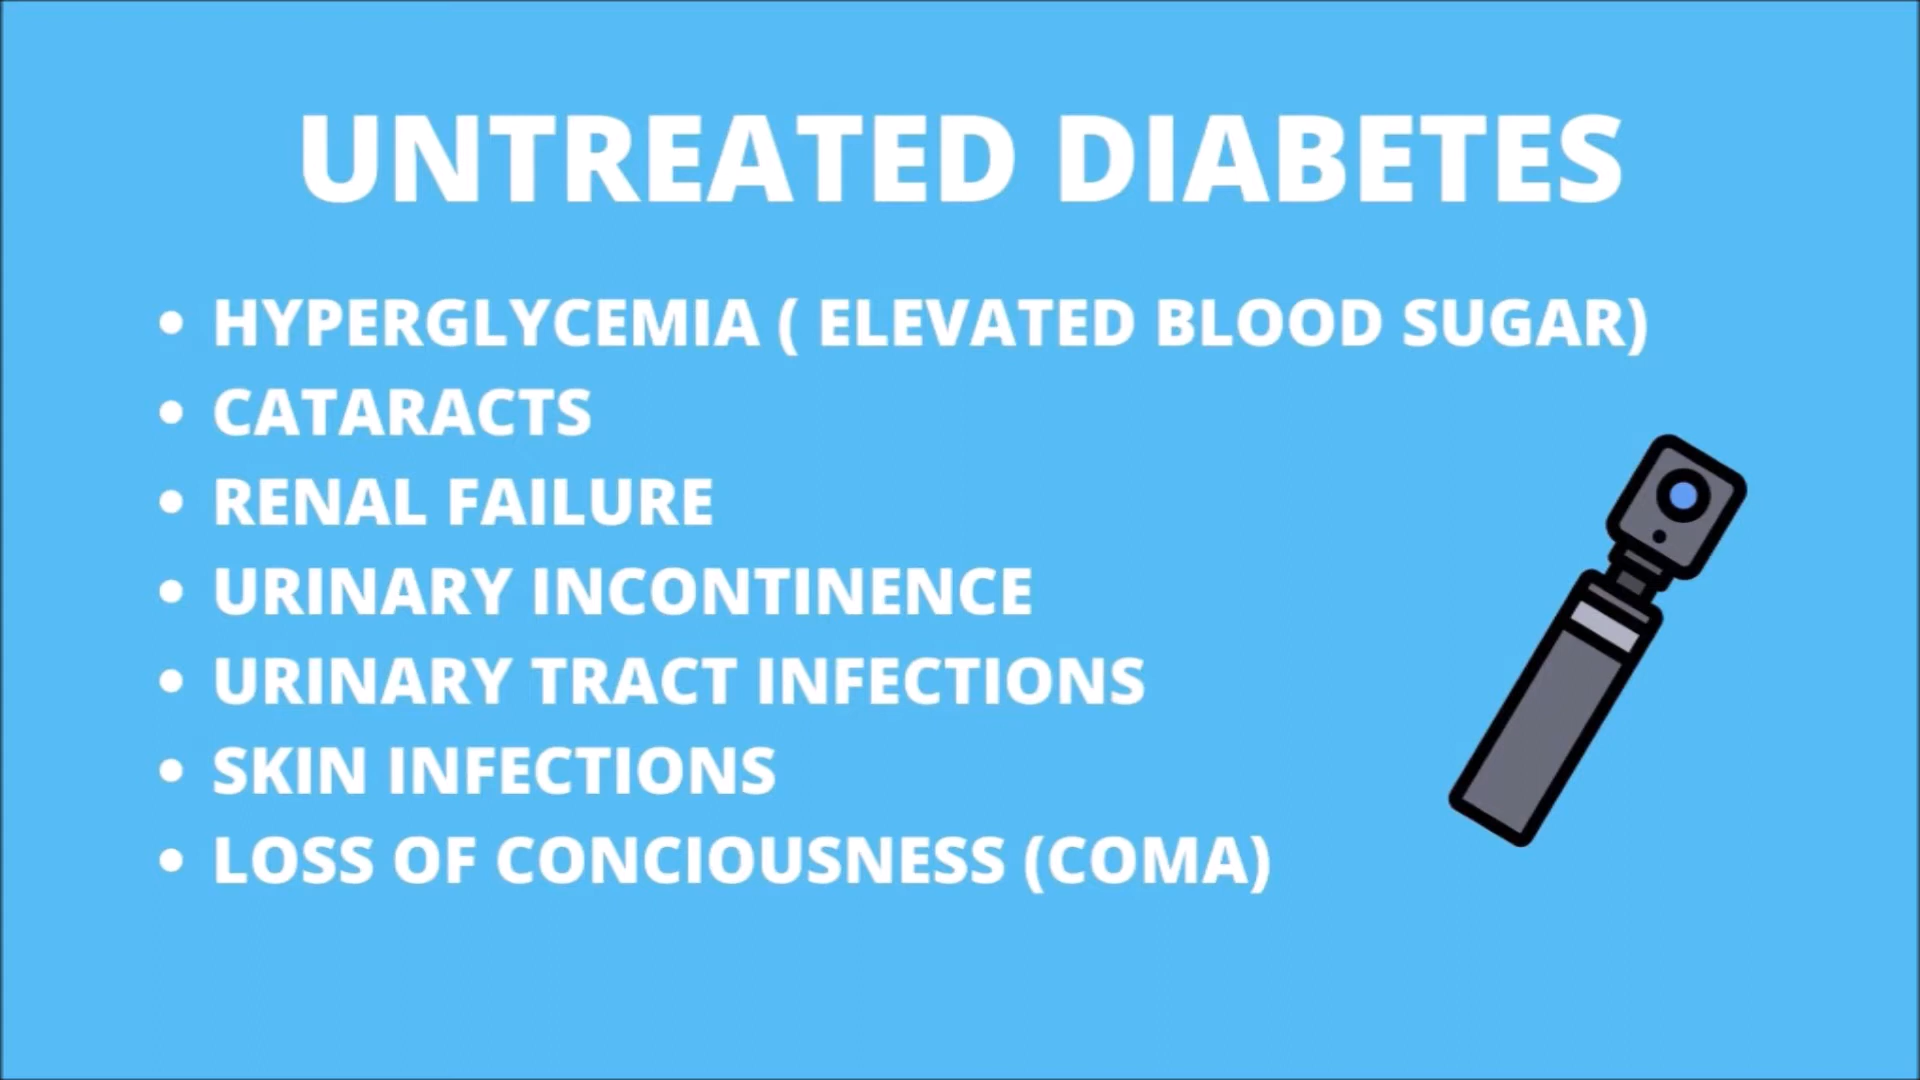 UNTREATED DIABETES
• HYPERGLYCEMIA ( ELEVATED BLOOD SUGAR)
• CATARACTS
• RENAL FAILURE
• URINARY INCONTINENCE
• URINARY TRACT INFECTIONS
• SKIN INFECTIONS
• LOSS OF CONCIOUSNESS (COMA)